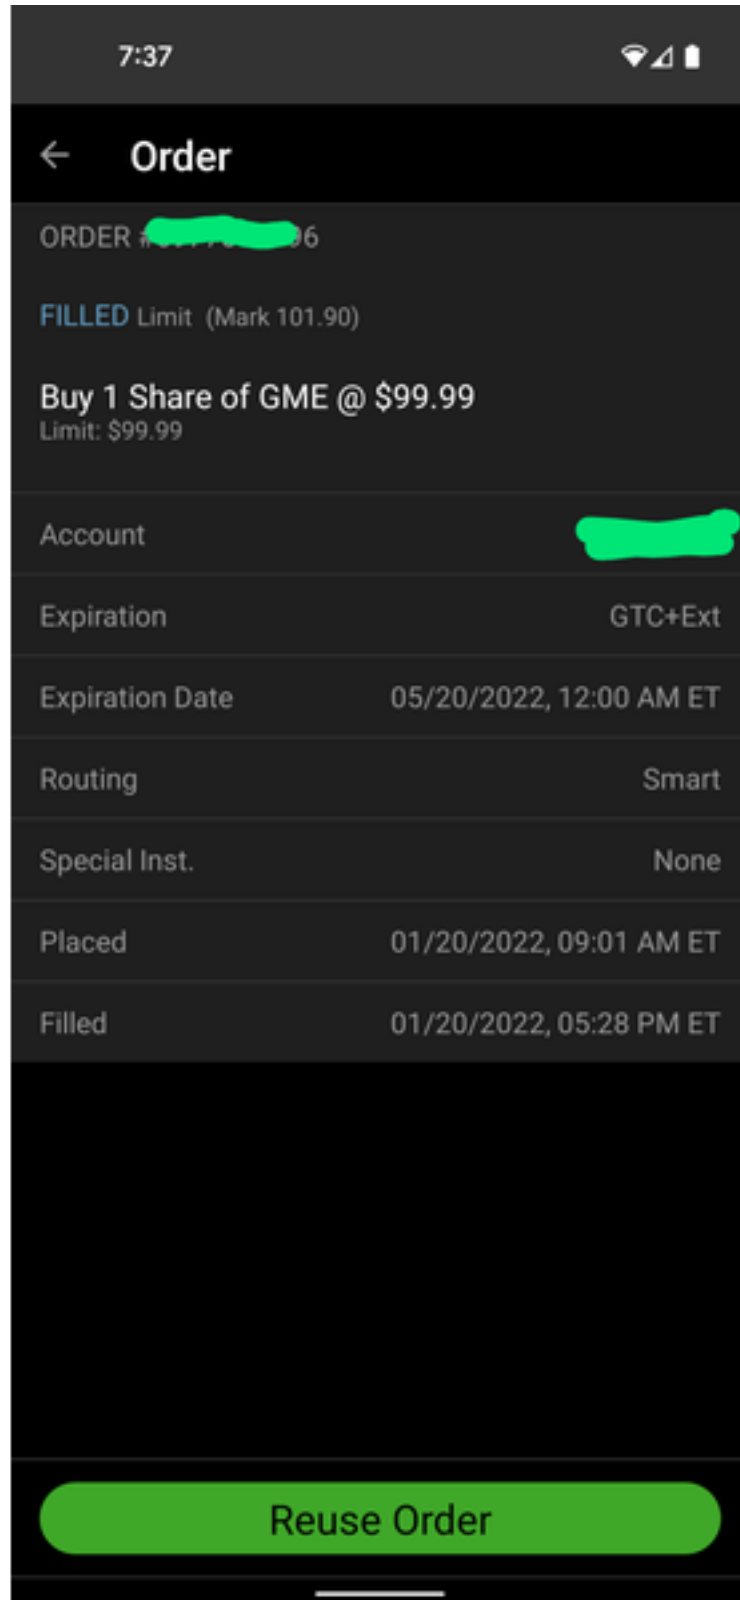 7:37
Order
ORDER #
FILLED Limit (Mark 101.90)
Buy 1 Share of GME @ $99.99
Limit: $99.99
Account
Expiration GTC+Ext
Expiration Date 05/20/2022, 12:00 AM ET
Routing Smart
Special Inst. None
Placed 01/20/2022, 09:01 AM ET
Filled 01/20/2022, 05:28 PM ET
Reuse Order